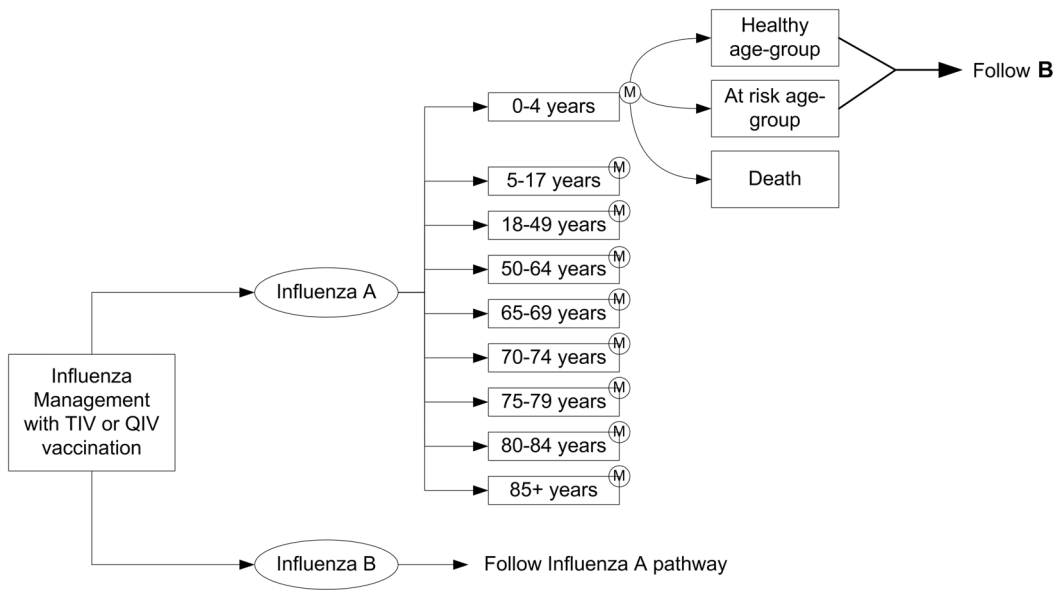 Healthy
age-group
Follow B
At risk age-
group
Death
M
0-4 years
M
5-17 years
M
18-49 years
M
50-64 years
M
65-69 years
M
70-74 years
M
75-79 years
M
80-84 years
M
85+ years
Influenza A
Influenza
Management
with TIV or QIV
vaccination
Influenza B
Follow Influenza A pathway